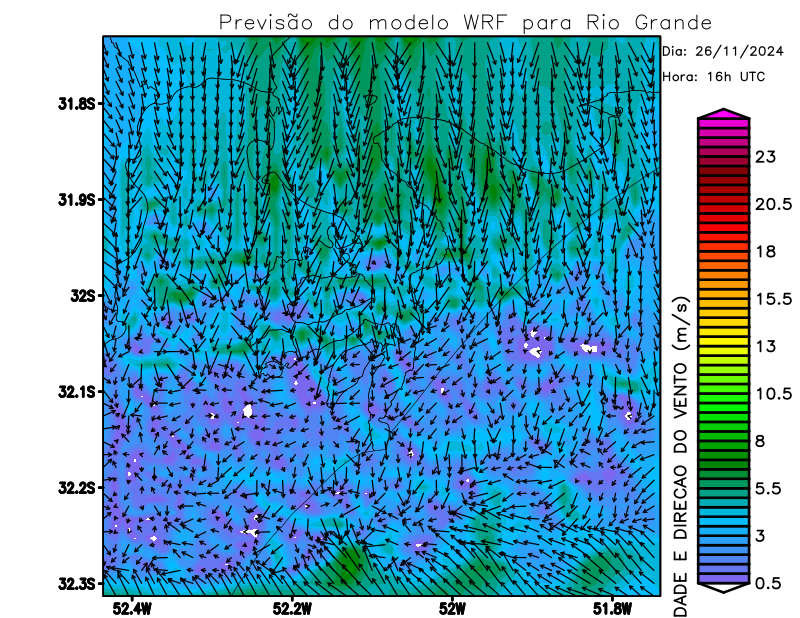 Previsão do modelo WRF para Rio Grande
Dia: 26/11/2024
Hora: 16h UTC
31.8S
31.9S
32S
32.1S
32.2S
32.3S
52.4W
52.2W
52W
51.8W
23
20.5
18
15.5
13
10.5
8
5.5
3
0.5
DADE E DIRECAO DO VENTO (m/s)